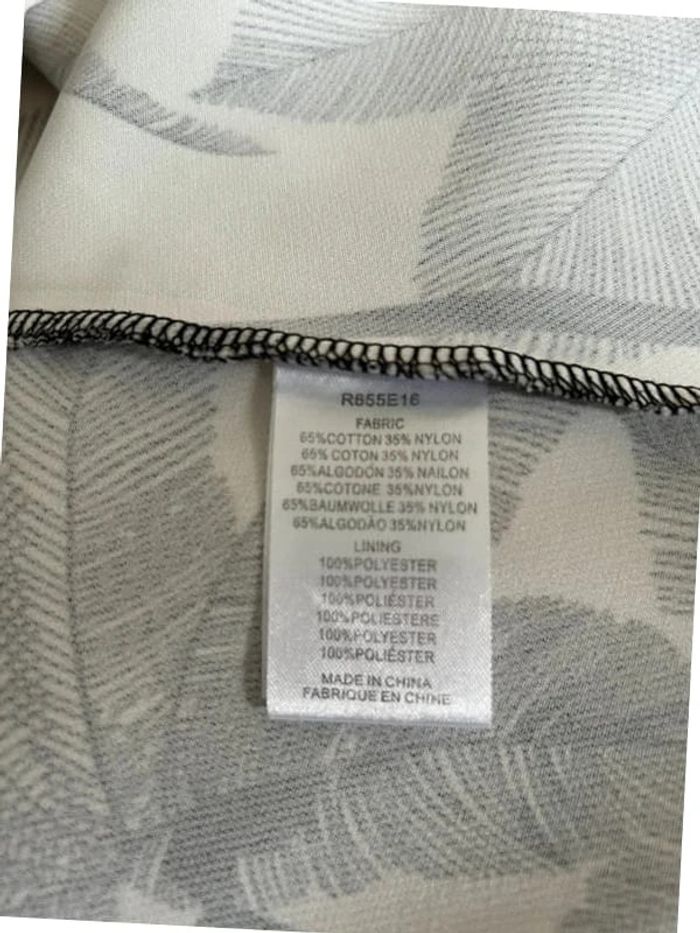 R855E16
FABRIC
65%COTTON 35% NYLON
65% COTON 35% NYLON
65%ALGODÓN 35% NAILON
65%COTONE 35%NYLON
65%BAUMWOLLE 35% NYLON
65%ALGODÃO 35%NYLON
LINING
100%POLYESTER
100%POLYESTER
100%POLIÉSTER
100%POLIESTERE
100%POLYESTER
100%POLIÉSTER
MADE IN CHINA
FABRIQUE EN CHINE